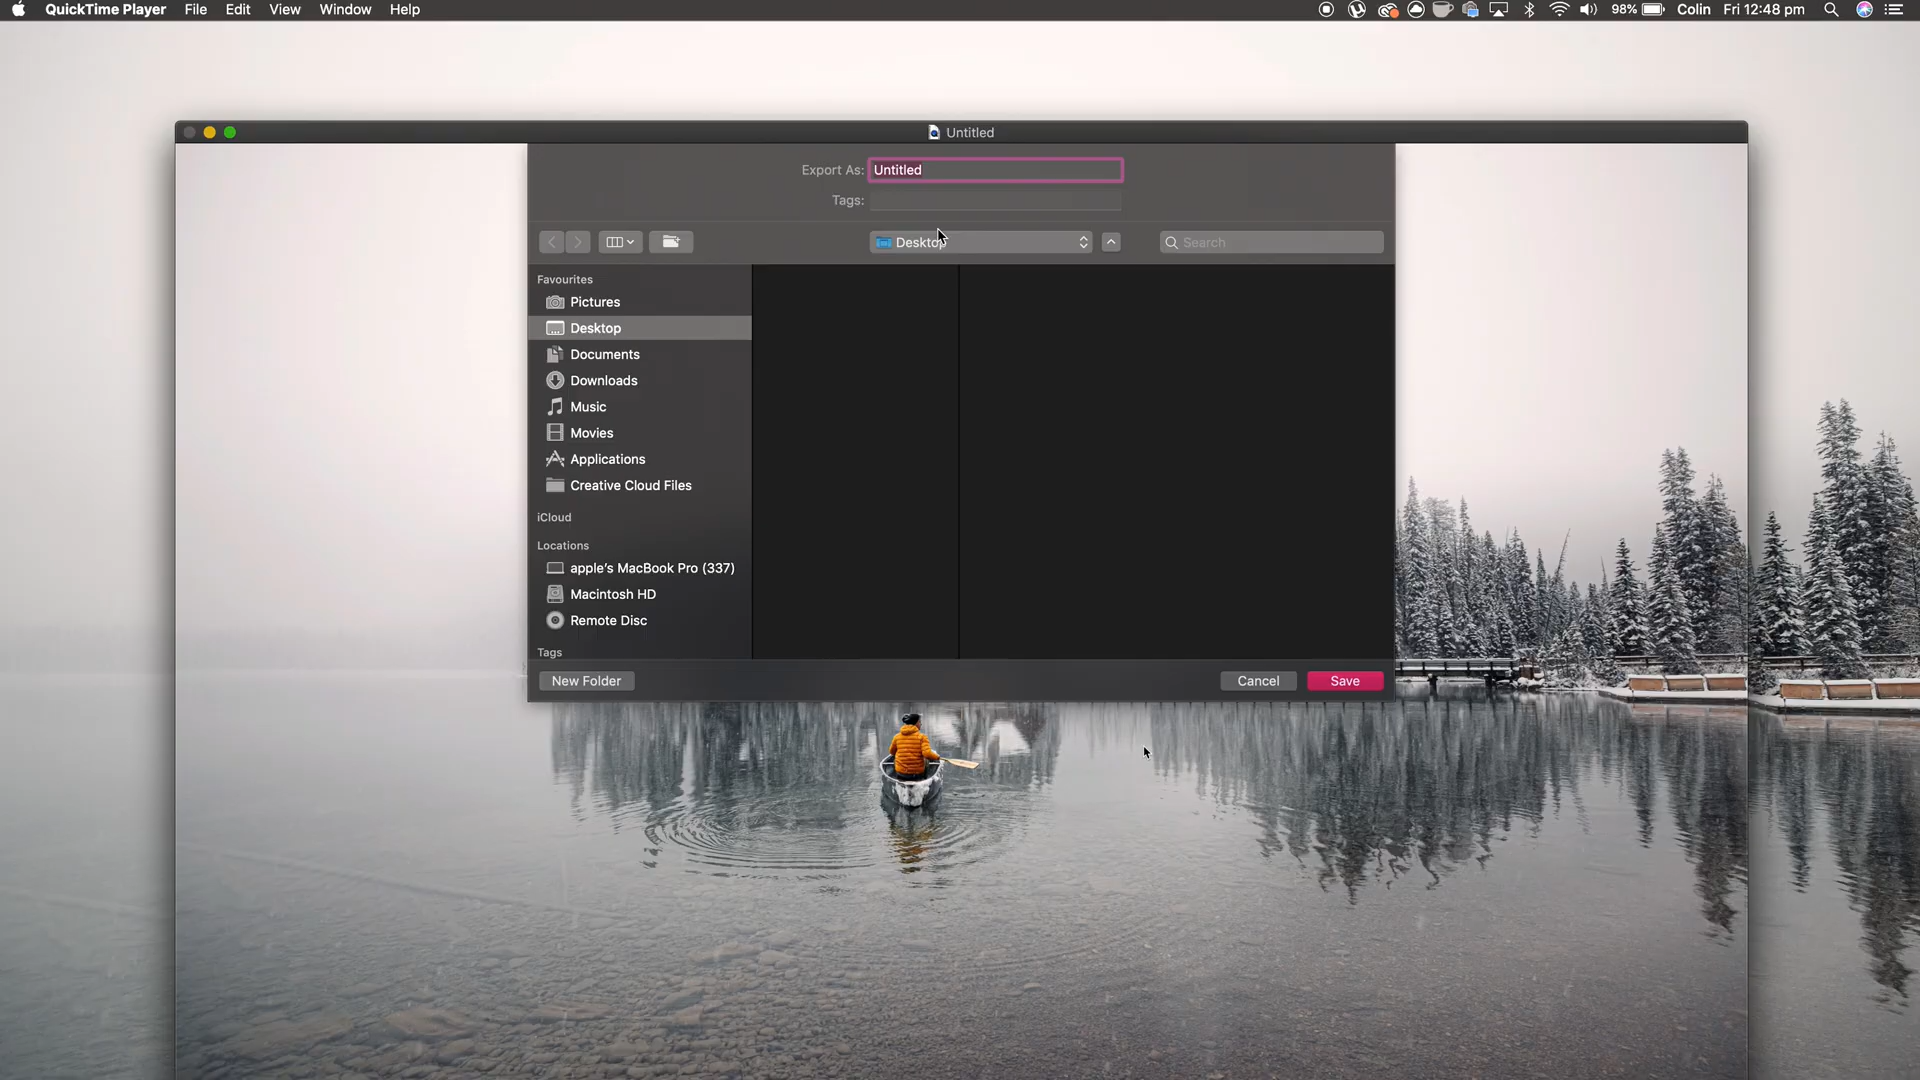 QuickTime Player File Edit View Window Help 98% Colin Fri 12:48 pm
Untitled
Export As: Untitled
Tags:
Desktop Search
Favourites
Pictures
Desktop
Documents
Downloads
Music
Movies
Applications
Creative Cloud Files
iCloud
Locations
apple's MacBook Pro (337)
Macintosh HD
Remote Disc
Tags
New Folder Cancel Save